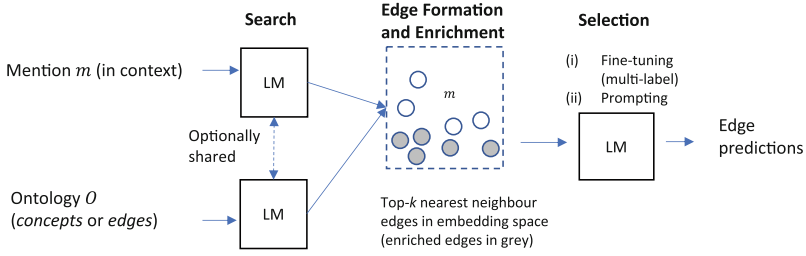 Search
Edge Formation
and Enrichment
Selection
Mention m (in context)
LM
m
(i) Fine-tuning
(multi-label)
(ii) Prompting
Optionally
shared
LM
Edge
predictions
Ontology O
(concepts or edges)
LM
Top-k nearest neighbour
edges in embedding space
(enriched edges in grey)